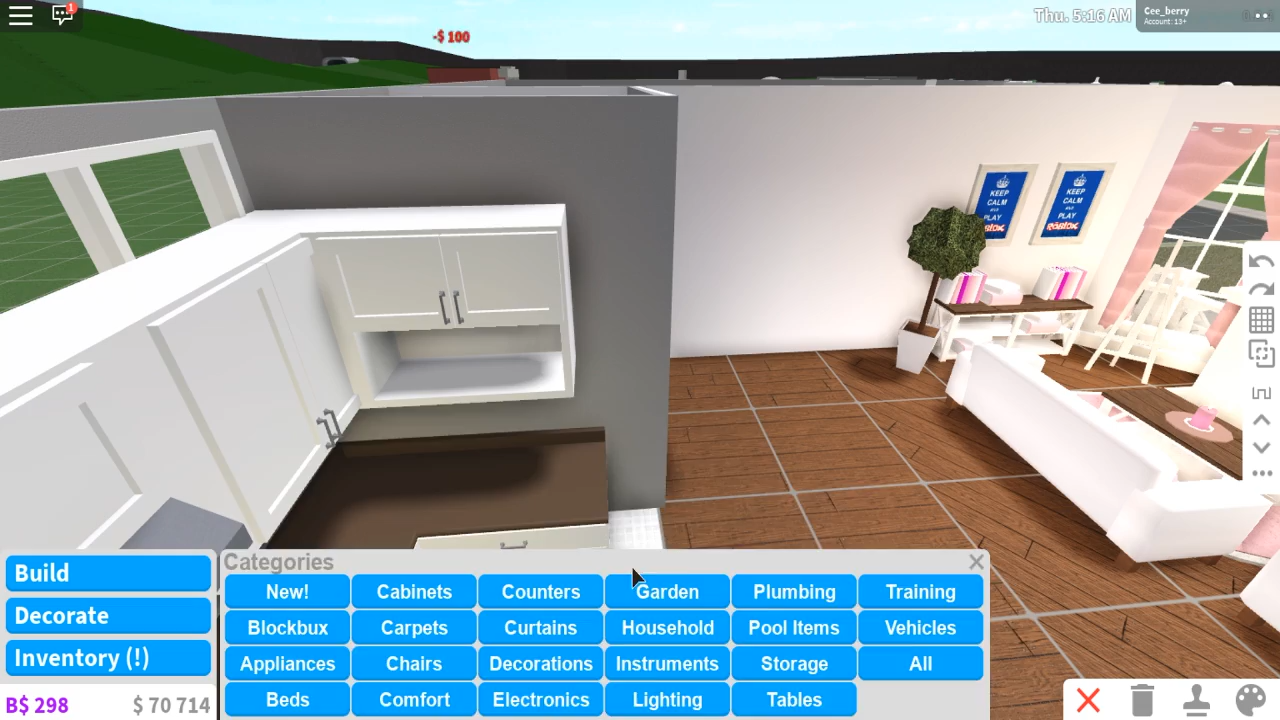 1
-$ 100
Thu. 5:16 AM
Cee_berry
Account: 13+
KEEP
CALM
AND
PLAY
KEEP
CALM
AND
PLAY
ROBLOX
Build
Decorate
Inventory (!)
B$ 298
$ 70 714
Categories
New!
Cabinets
Counters
Garden
Plumbing
Training
Blockbux
Carpets
Curtains
Household
Pool Items
Vehicles
Appliances
Chairs
Decorations
Instruments
Storage
All
Beds
Comfort
Electronics
Lighting
Tables